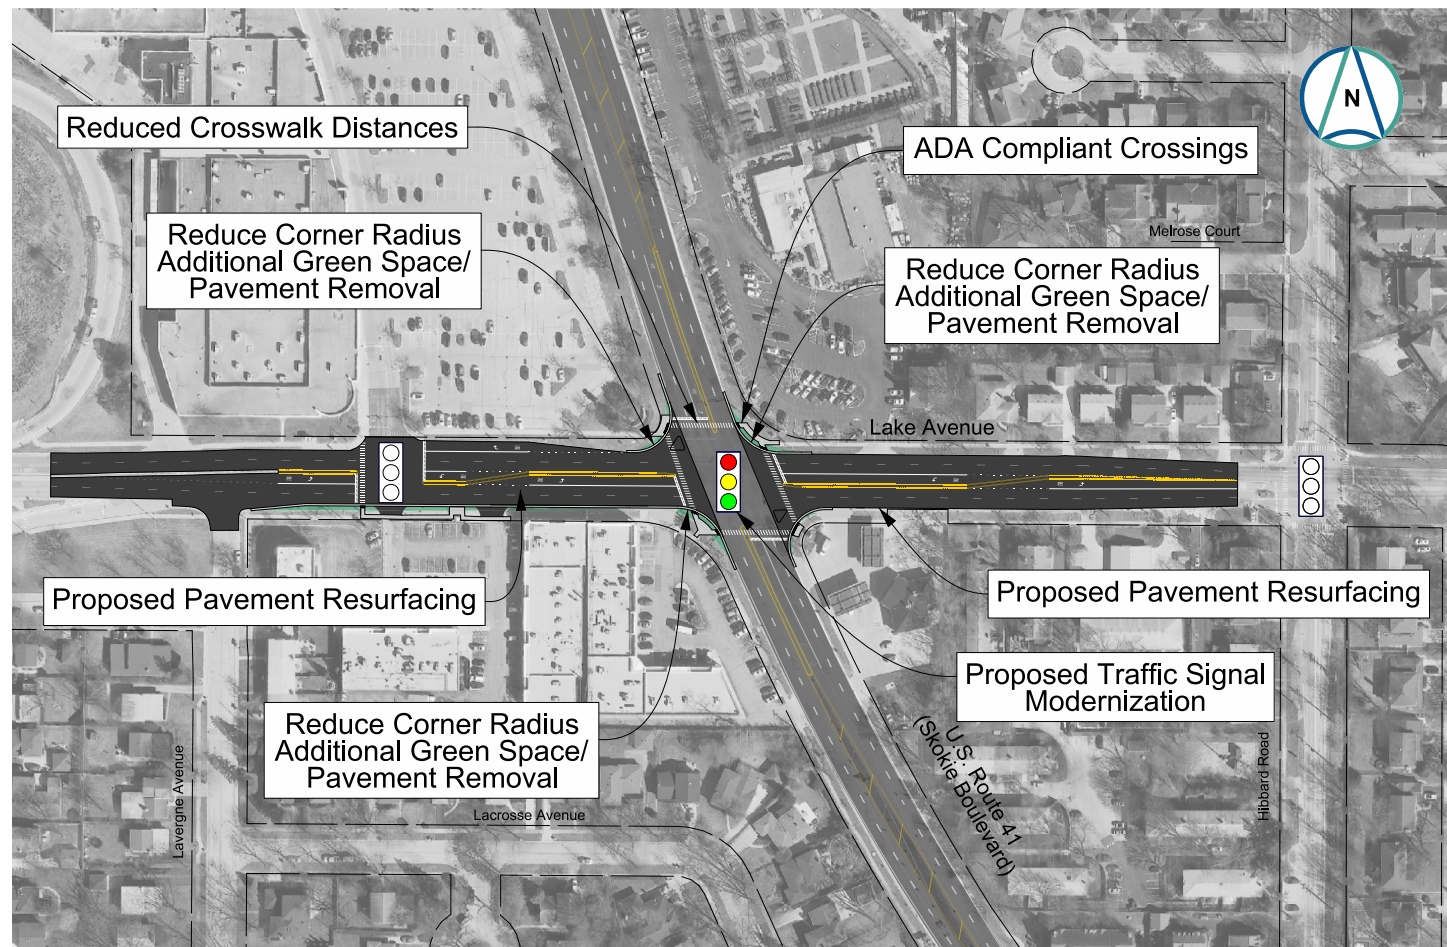 N
Reduced Crosswalk Distances
ADA Compliant Crossings
Reduce Corner Radius
Additional Green Space/
Pavement Removal
Melrose Court
Reduce Corner Radius
Additional Green Space/
Pavement Removal
Lake Avenue
Proposed Pavement Resurfacing
Proposed Pavement Resurfacing
Proposed Traffic Signal
Modernization
Reduce Corner Radius
Additional Green Space/
Pavement Removal
U.S. Route 41
(Skokie Boulevard)
Hibbard Road
Lavergne Avenue
Lacrosse Avenue